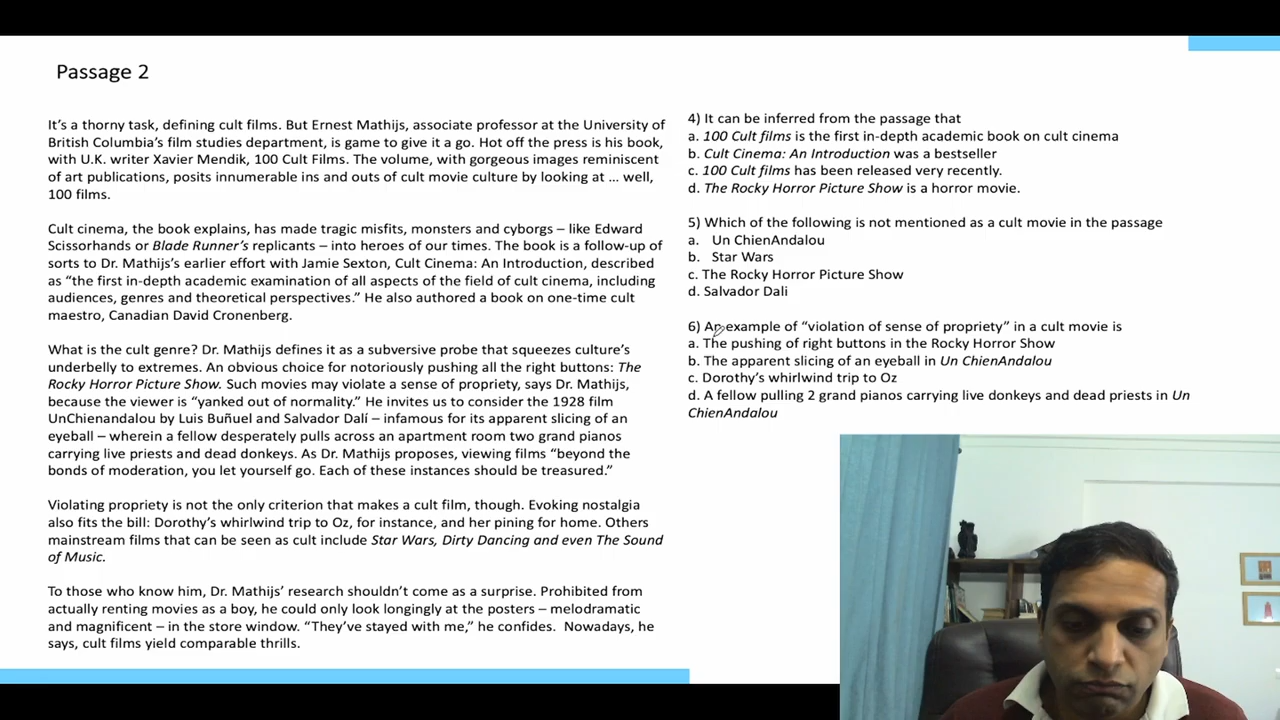 Passage 2
It's a thorny task, defining cult films. But Ernest Mathijs, associate professor at the University of
British Columbia's film studies department, is game to give it a go. Hot off the press is his book,
with U.K. writer Xavier Mendik, 100 Cult Films. The volume, with gorgeous images reminiscent
of art publications, posits innumerable ins and outs of cult movie culture by looking at ... well,
100 films.
Cult cinema, the book explains, has made tragic misfits, monsters and cyborgs – like Edward
Scissorhands or Blade Runner's replicants – into heroes of our times. The book is a follow-up of
sorts to Dr. Mathijs's earlier effort with Jamie Sexton, Cult Cinema: An Introduction, described
as "the first in-depth academic examination of all aspects of the field of cult cinema, including
audiences, genres and theoretical perspectives." He also authored a book on one-time cult
maestro, Canadian David Cronenberg.
What is the cult genre? Dr. Mathijs defines it as a subversive probe that squeezes culture's
underbelly to extremes. An obvious choice for notoriously pushing all the right buttons: The
Rocky Horror Picture Show. Such movies may violate a sense of propriety, says Dr. Mathijs,
because the viewer is "yanked out of normality." He invites us to consider the 1928 film
UnChienandalou by Luis Buñuel and Salvador Dalí – infamous for its apparent slicing of an
eyeball – wherein a fellow desperately pulls across an apartment room two grand pianos
carrying live priests and dead donkeys. As Dr. Mathijs proposes, viewing films "beyond the
bonds of moderation, you let yourself go. Each of these instances should be treasured."
Violating propriety is not the only criterion that makes a cult film, though. Evoking nostalgia
also fits the bill: Dorothy's whirlwind trip to Oz, for instance, and her pining for home. Others
mainstream films that can be seen as cult include Star Wars, Dirty Dancing and even The Sound
of Music.
To those who know him, Dr. Mathijs' research shouldn't come as a surprise. Prohibited from
actually renting movies as a boy, he could only look longingly at the posters – melodramatic
and magnificent – in the store window. "They've stayed with me," he confides. Nowadays, he
says, cult films yield comparable thrills.
4) It can be inferred from the passage that
a. 100 Cult films is the first in-depth academic book on cult cinema
b. Cult Cinema: An Introduction was a bestseller
c. 100 Cult films has been released very recently.
d. The Rocky Horror Picture Show is a horror movie.
5) Which of the following is not mentioned as a cult movie in the passage
a. Un ChienAndalou
b. Star Wars
c. The Rocky Horror Picture Show
d. Salvador Dali
6) An example of "violation of sense of propriety" in a cult movie is
a. The pushing of right buttons in the Rocky Horror Show
b. The apparent slicing of an eyeball in Un ChienAndalou
c. Dorothy's whirlwind trip to Oz
d. A fellow pulling 2 grand pianos carrying live donkeys and dead priests in Un
ChienAndalou